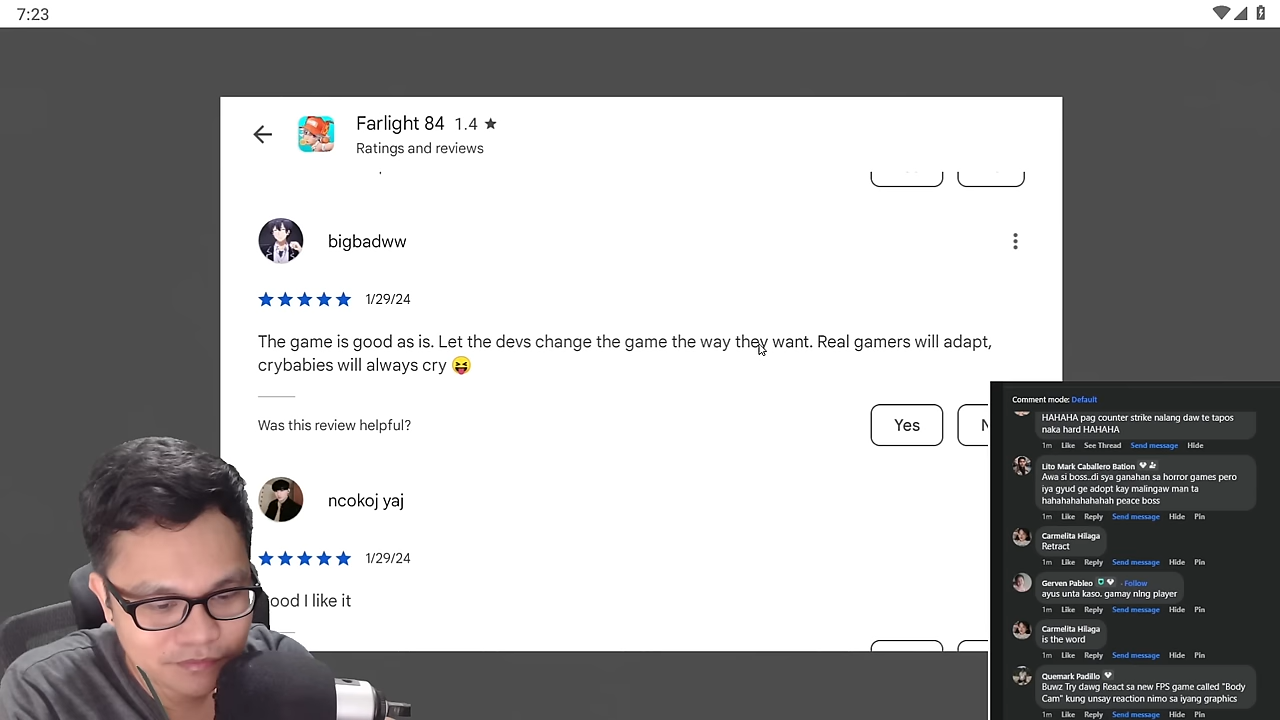 7:23
Farlight 84 1.4 ★
Ratings and reviews
bigbadww
1/29/24
The game is good as is. Let the devs change the game the way they want. Real gamers will adapt,
crybabies will always cry 😝
Was this review helpful?
Yes
ncokoj yaj
1/29/24
ood I like it
Comment mode: Default
HAHAHA pag counter strike nalang daw te tapos
naka hard HAHAHA
1m Like See Thread Send message Hide
Lito Mark Caballero Bation
Awa si boss..di sya ganahan sa horror games pero
iya gyud ge adopt kay malingaw man ta
hahahahahahahah peace boss
1m Like Reply Send message Hide Pin
Carmelita Hilaga
Retract
1m Like Reply Send message Hide Pin
Gerven Pableo · Follow
ayus unta kaso. gamay nlng player
1m Like Reply Send message Hide Pin
Carmelita Hilaga
is the word
1m Like Reply Send message Hide Pin
Quemark Padillo
Buwz Try dawg React sa new FPS game called "Body
Cam" kung unsay reaction nimo sa iyang graphics
1m Like Reply Send message Hide Pin